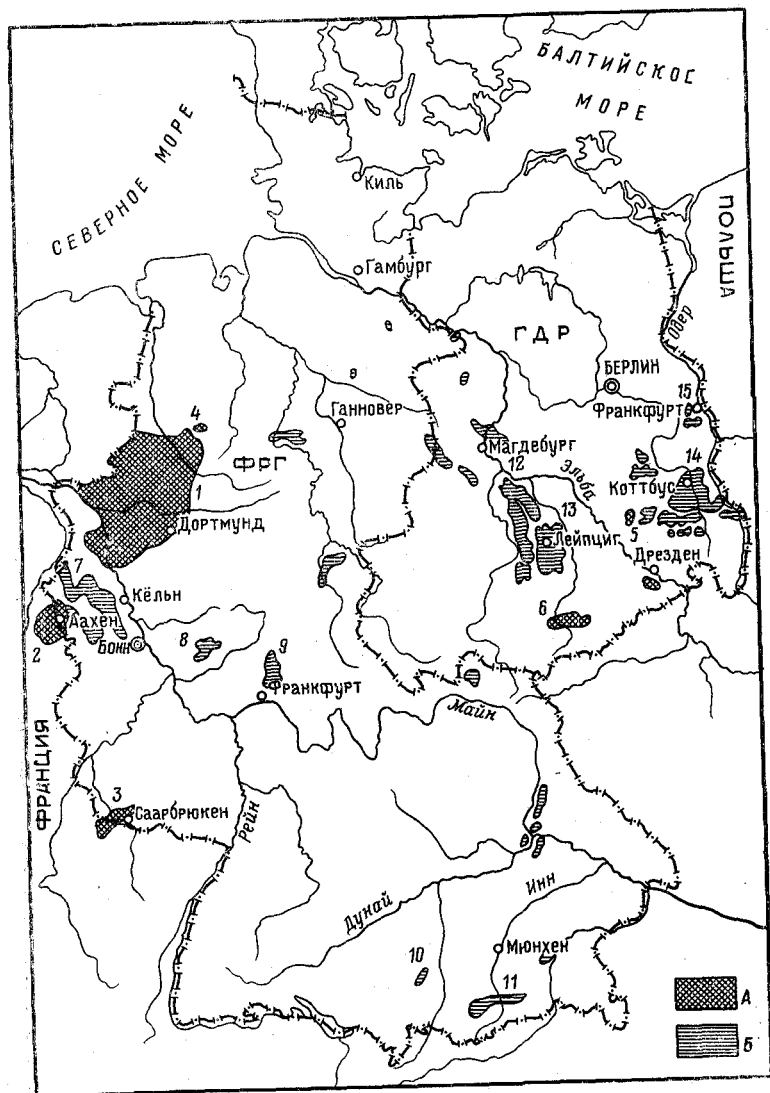 БАЛТИЙСКОЕ
МОРЕ
СЕВЕРНОЕ МОРЕ
Киль
ПОЛЬША
Гамбург
ГДР
Одер
БЕРЛИН
15
Франкфурт
Ганновер
4
ФРГ
Магдебург
12
Эльба
14
Коттбус
1
13
5
Дортмунд
Лейпциг
Дрезден
7
Кёльн
6
Аахен
2
Бонн
8
9
Франкфурт
Майн
ФРАНЦИЯ
3
Саарбрюкен
Рейн
Дунай
Инн
Мюнхен
10
11
А
Б